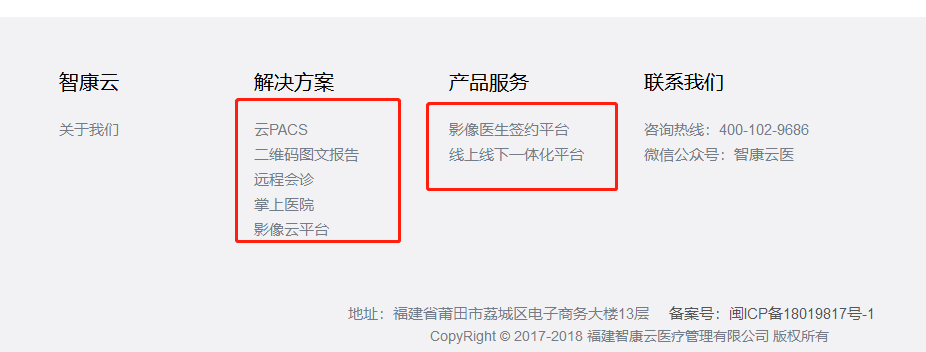 智康云
关于我们
解决方案
云PACS
二维码图文报告
远程会诊
掌上医院
影像云平台
产品服务
影像医生签约平台
线上线下一体化平台
联系我们
咨询热线：400-102-9686
微信公众号：智康云医
地址：福建省莆田市荔城区电子商务大楼13层 备案号：闽ICP备18019817号-1
CopyRight © 2017-2018 福建智康云医疗管理有限公司 版权所有